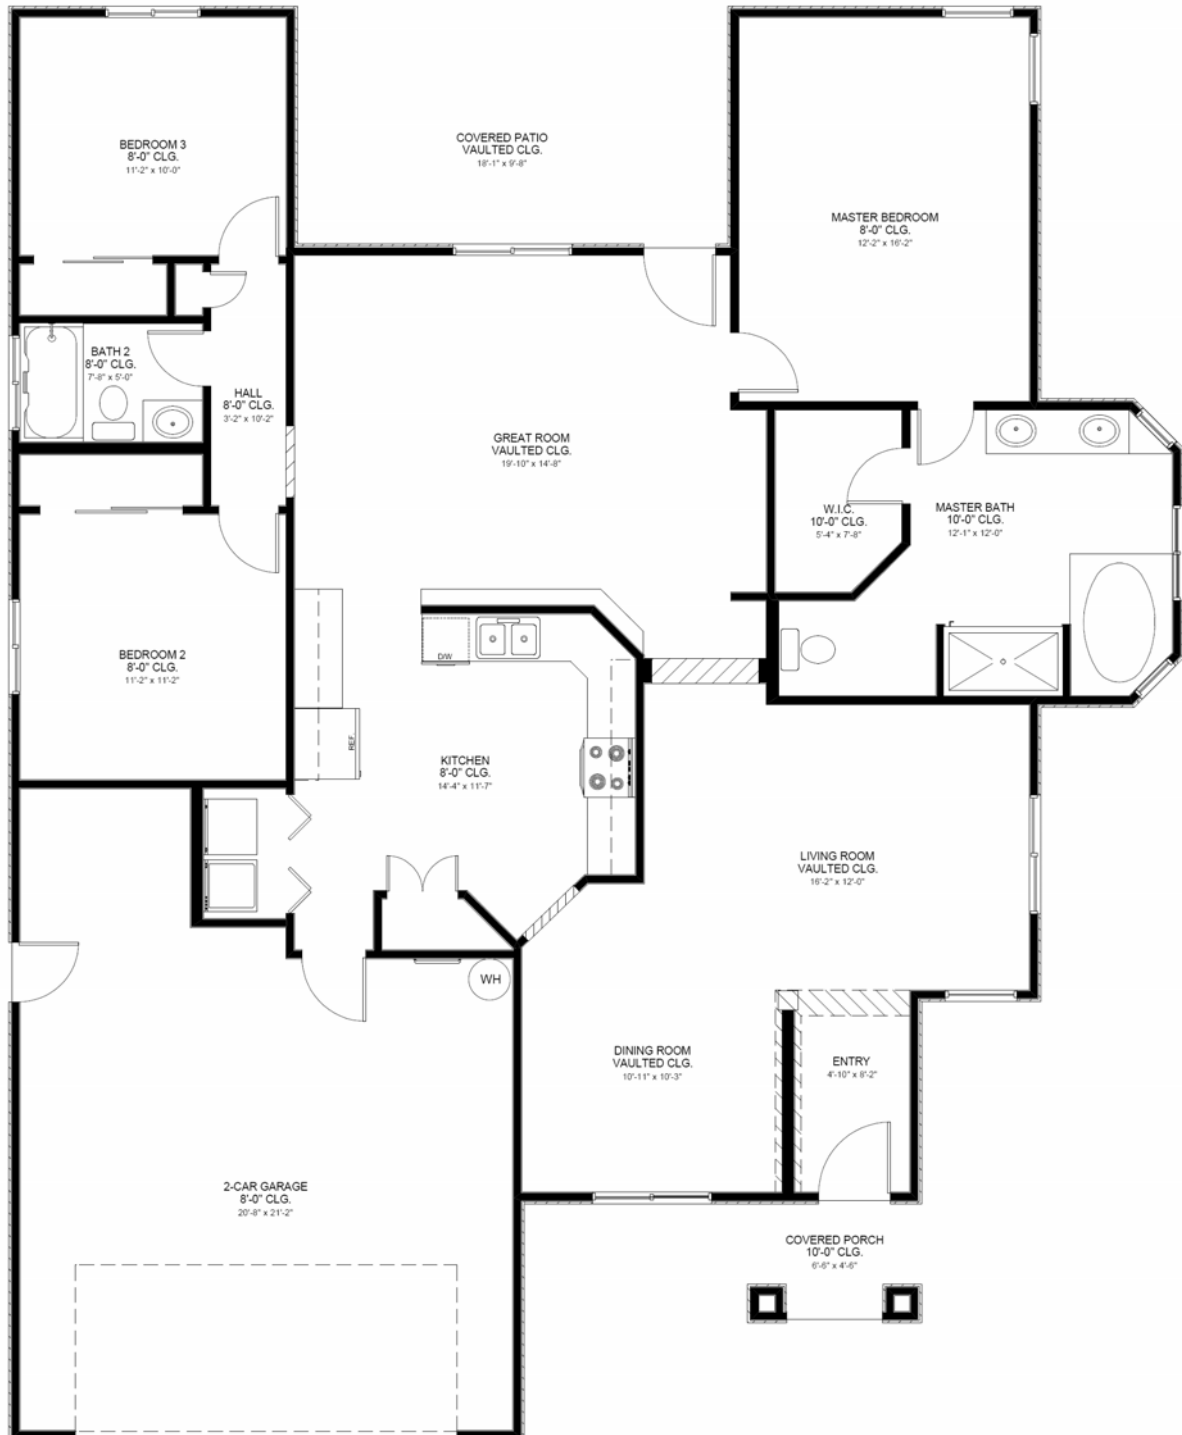 BEDROOM 3
8'-0" CLG.
11'-2" x 10'-0"
COVERED PATIO
VAULTED CLG.
18'-1" x 9'-8"
MASTER BEDROOM
8'-0" CLG.
12'-2" x 16'-2"
BATH 2
8'-0" CLG.
7'-8" x 5'-0"
HALL
8'-0" CLG.
3'-2" x 10'-2"
GREAT ROOM
VAULTED CLG.
19'-10" x 14'-8"
W.I.C.
10'-0" CLG.
5'-4" x 7'-8"
MASTER BATH
10'-0" CLG.
12'-1" x 12'-0"
BEDROOM 2
8'-0" CLG.
11'-2" x 11'-2"
D/W
REF.
KITCHEN
8'-0" CLG.
14'-4" x 11'-7"
LIVING ROOM
VAULTED CLG.
16'-2" x 12'-0"
WH
DINING ROOM
VAULTED CLG.
10'-11" x 10'-3"
ENTRY
4'-10" x 8'-2"
2-CAR GARAGE
8'-0" CLG.
20'-8" x 21'-2"
COVERED PORCH
10'-0" CLG.
6'-6" x 4'-6"